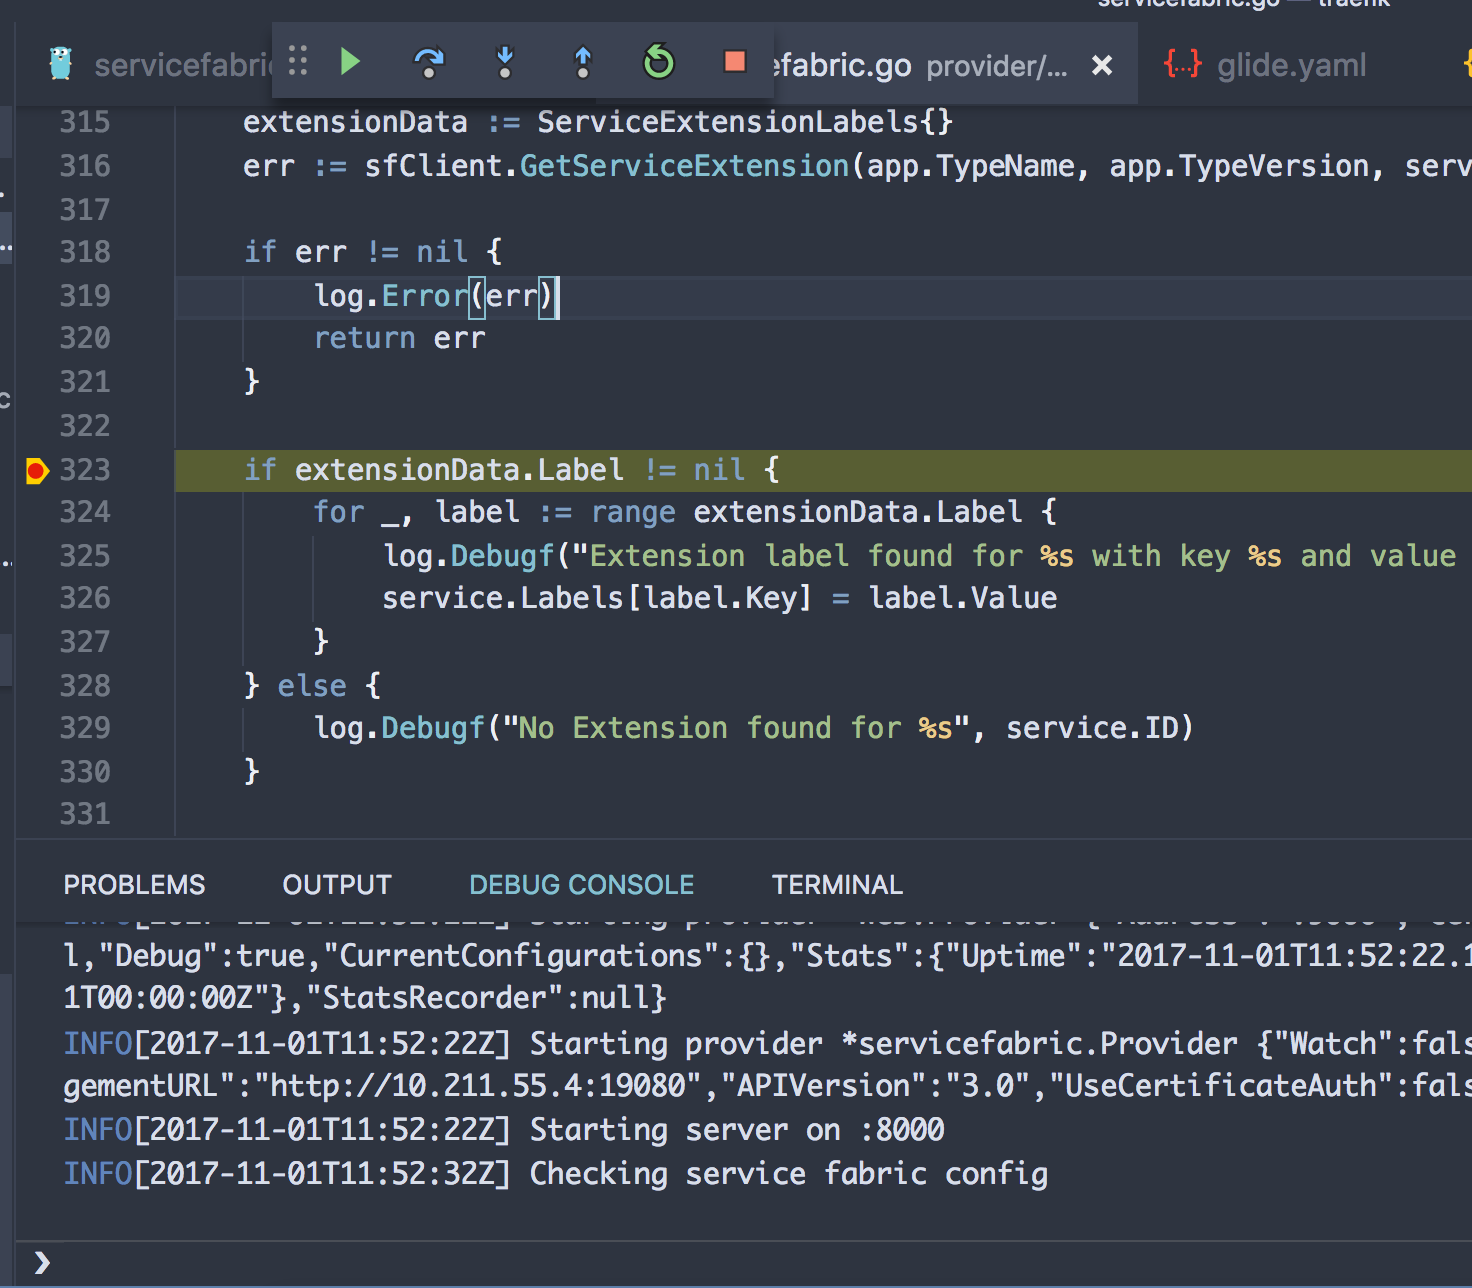 servicefabric.go — traefik
servicefabric
efabric.go provider/... glide.yaml
315 extensionData := ServiceExtensionLabels{}
316 err := sfClient.GetServiceExtension(app.TypeName, app.TypeVersion, serv
317
318 if err != nil {
319 log.Error(err)
320 return err
321 }
322
323 if extensionData.Label != nil {
324 for _, label := range extensionData.Label {
325 log.Debugf("Extension label found for %s with key %s and value
326 service.Labels[label.Key] = label.Value
327 }
328 } else {
329 log.Debugf("No Extension found for %s", service.ID)
330 }
331
PROBLEMS OUTPUT DEBUG CONSOLE TERMINAL
l,"Debug":true,"CurrentConfigurations":{},"Stats":{"Uptime":"2017-11-01T11:52:22.1
1T00:00:00Z"},"StatsRecorder":null}
INFO[2017-11-01T11:52:22Z] Starting provider *servicefabric.Provider {"Watch":fals
gementURL":"http://10.211.55.4:19080","APIVersion":"3.0","UseCertificateAuth":fals
INFO[2017-11-01T11:52:22Z] Starting server on :8000
INFO[2017-11-01T11:52:32Z] Checking service fabric config